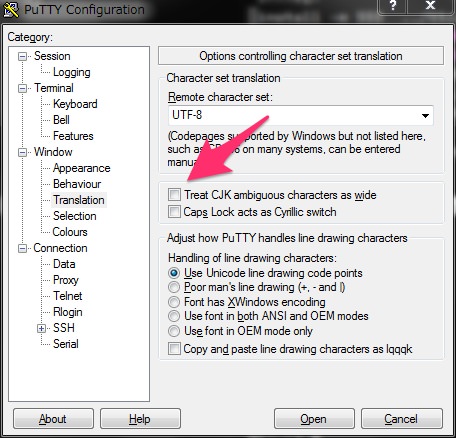 PuTTY Configuration
Category:
Session
Logging
Terminal
Keyboard
Bell
Features
Window
Appearance
Behaviour
Translation
Selection
Colours
Connection
Data
Proxy
Telnet
Rlogin
SSH
Serial
Options controlling character set translation
Character set translation
Remote character set:
UTF-8
(Codepages supported by Windows but not listed here,
such as on many systems, can be entered
Treat CJK ambiguous characters as wide
Caps Lock acts as Cyrillic switch
Adjust how PuTTY handles line drawing characters
Handling of line drawing characters:
Use Unicode line drawing code points
Poor man's line drawing (+, - and |)
Font has XWindows encoding
Use font in both ANSI and OEM modes
Use font in OEM mode only
Copy and paste line drawing characters as lqqqk
About
Help
Open
Cancel